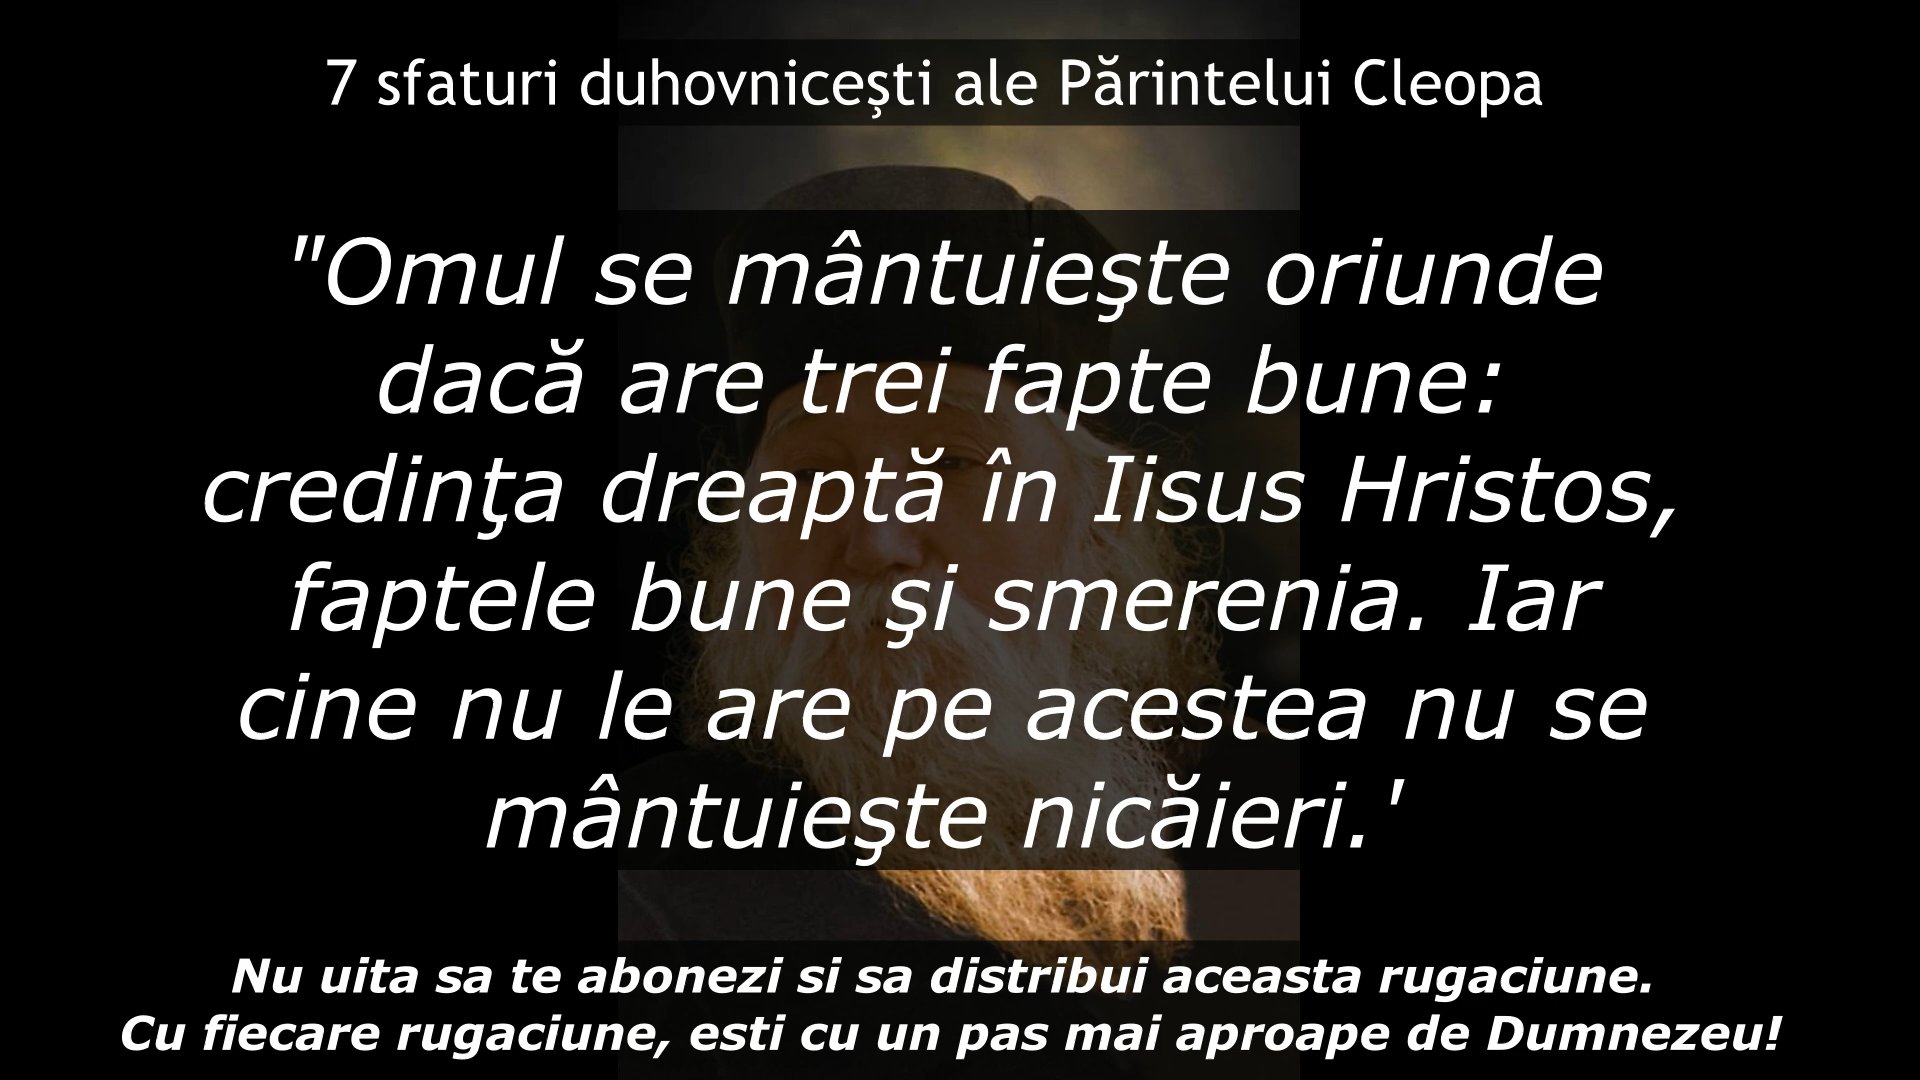 7 sfaturi duhovniceşti ale Părintelui Cleopa
"Omul se mântuieşte oriunde
dacă are trei fapte bune:
credinţa dreaptă în Iisus Hristos,
faptele bune şi smerenia. Iar
cine nu le are pe acestea nu se
mântuieşte nicăieri.'
Nu uita sa te abonezi si sa distribui aceasta rugaciune.
Cu fiecare rugaciune, esti cu un pas mai aproape de Dumnezeu!